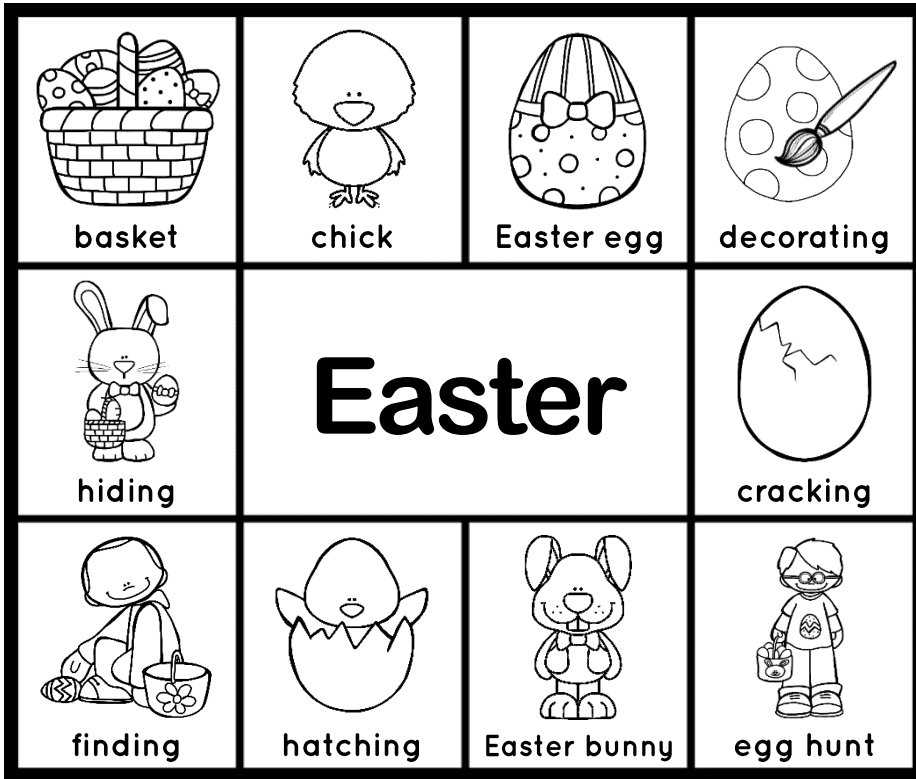 basket
chick
Easter egg
decorating
hiding
Easter
cracking
finding
hatching
Easter bunny
egg hunt